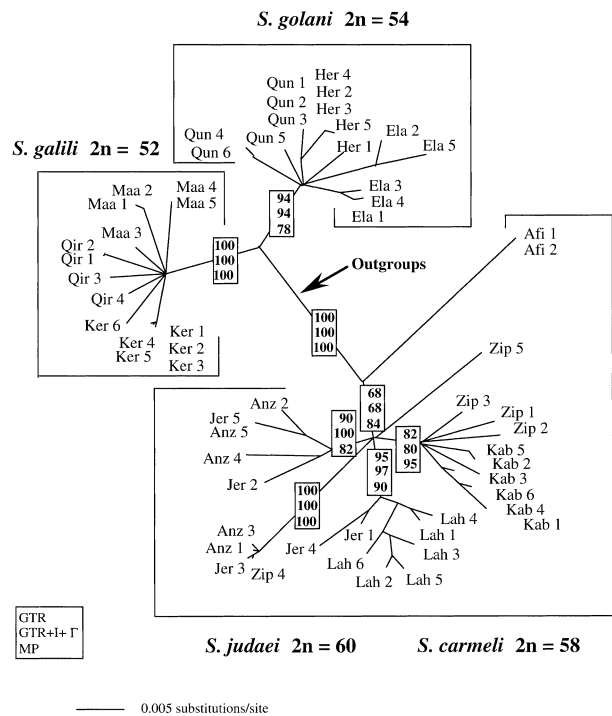 S. golani 2n = 54
Her 4
Qun 1
Her 2
Qun 2
Her 3
Qun 3
Her 5
Qun 4
Qun 5
Ela 2
Her 1
Ela 5
Qun 6
S. galili 2n = 52
Maa 2
Maa 4
Maa 1
Maa 5
Ela 3
Ela 4
Ela 1
94
94
78
Maa 3
Qir 2
Qir 1
Qir 3
Qir 4
100
100
100
Afi 1
Afi 2
Outgroups
Ker 6
Ker 4
Ker 5
Ker 1
Ker 2
Ker 3
100
100
100
Zip 5
68
68
84
Anz 2
Jer 5
Anz 5
Anz 4
Jer 2
90
100
82
82
80
95
Zip 3
Zip 1
Zip 2
Kab 5
Kab 2
Kab 3
Kab 6
Kab 4
Kab 1
95
97
90
100
100
100
Anz 3
Anz 1
Jer 3
Zip 4
Jer 4
Jer 1
Lah 4
Lah 1
Lah 3
Lah 6
Lah 2
Lah 5
GTR
GTR+I+ Γ
MP
S. judaei 2n = 60
S. carmeli 2n = 58
0.005 substitutions/site